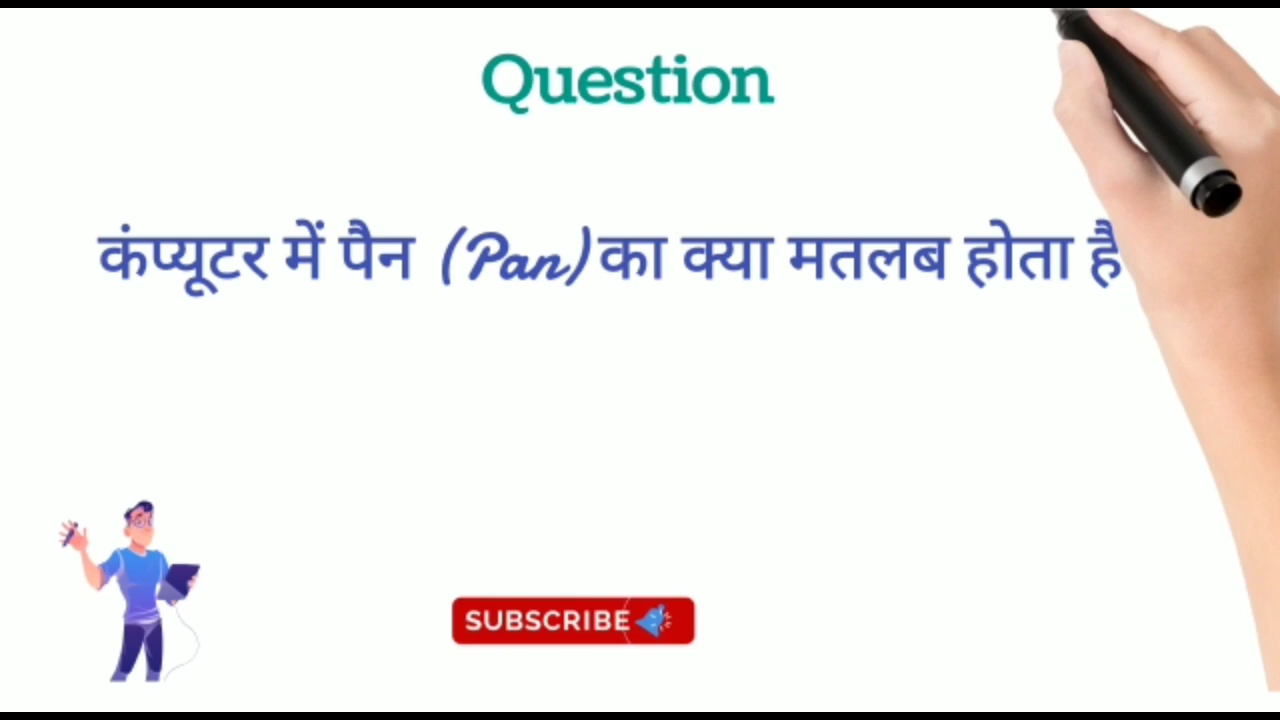 Question
कंप्यूटर में पैन (Pan) का क्या मतलब होता है
SUBSCRIBE